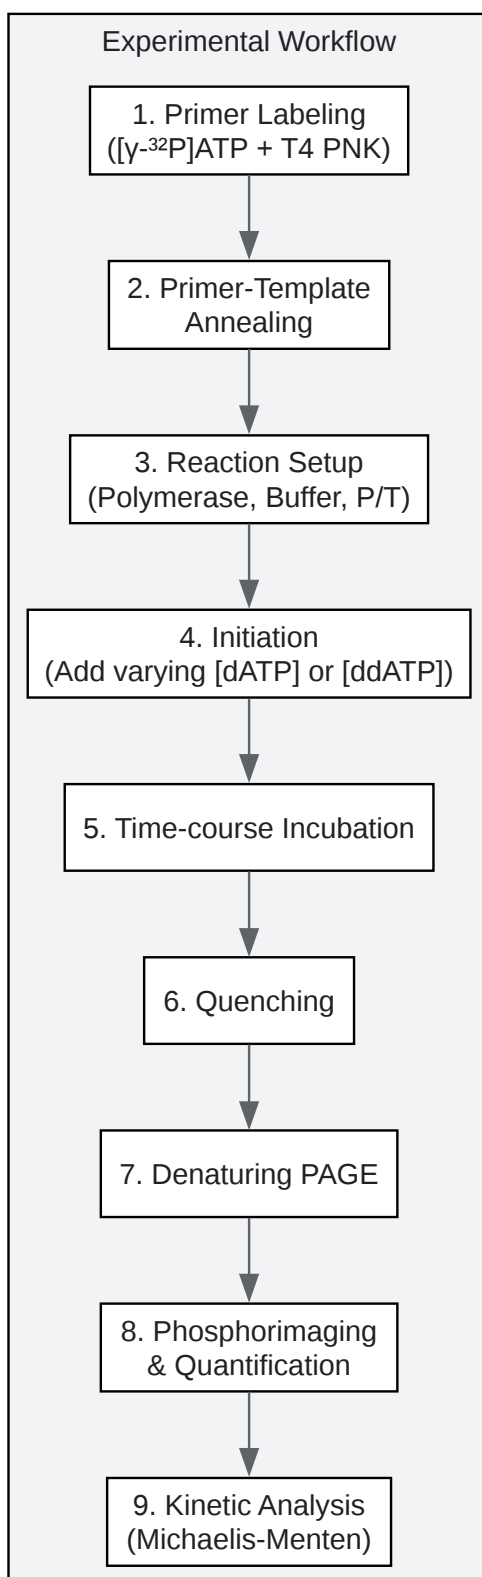 Experimental Workflow
1. Primer Labeling
([γ-³²P]ATP + T4 PNK)
2. Primer-Template
Annealing
3. Reaction Setup
(Polymerase, Buffer, P/T)
4. Initiation
(Add varying [dATP] or [ddATP])
5. Time-course Incubation
6. Quenching
7. Denaturing PAGE
8. Phosphorimaging
& Quantification
9. Kinetic Analysis
(Michaelis-Menten)